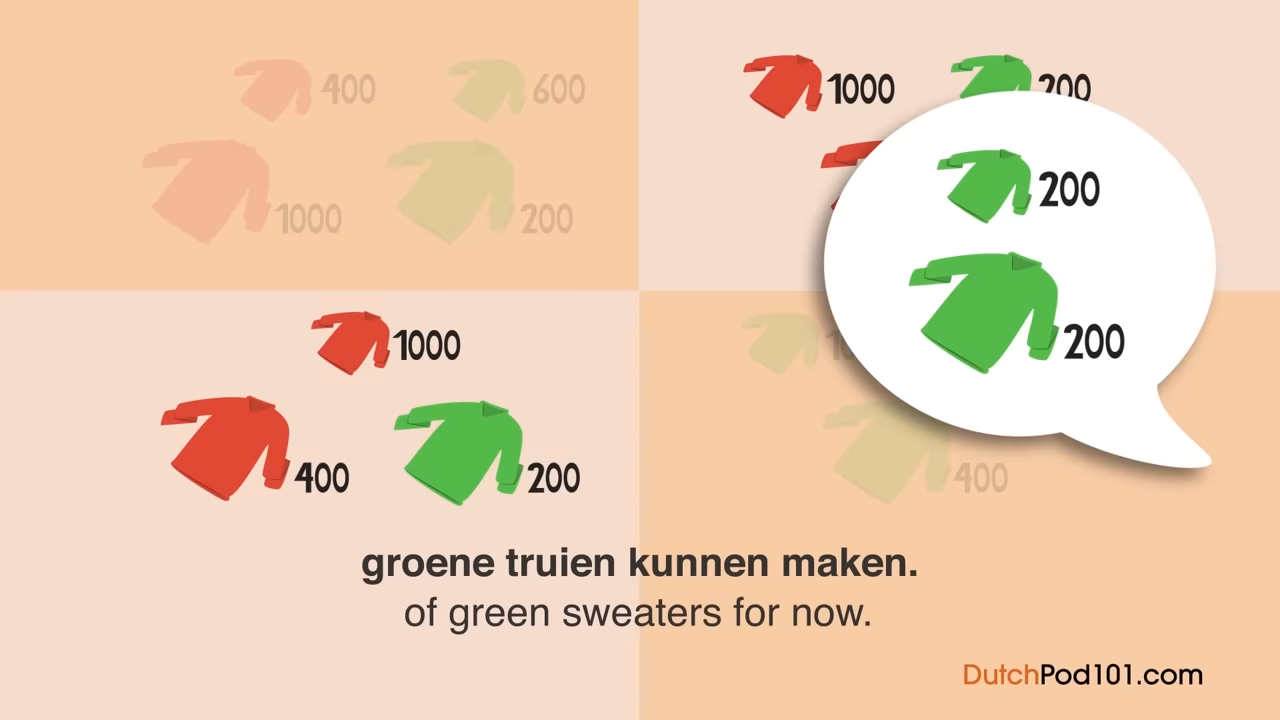 400 600
1000 200
1000 200
200
200
1000
400 200
400
groene truien kunnen maken.
of green sweaters for now.
DutchPod101.com